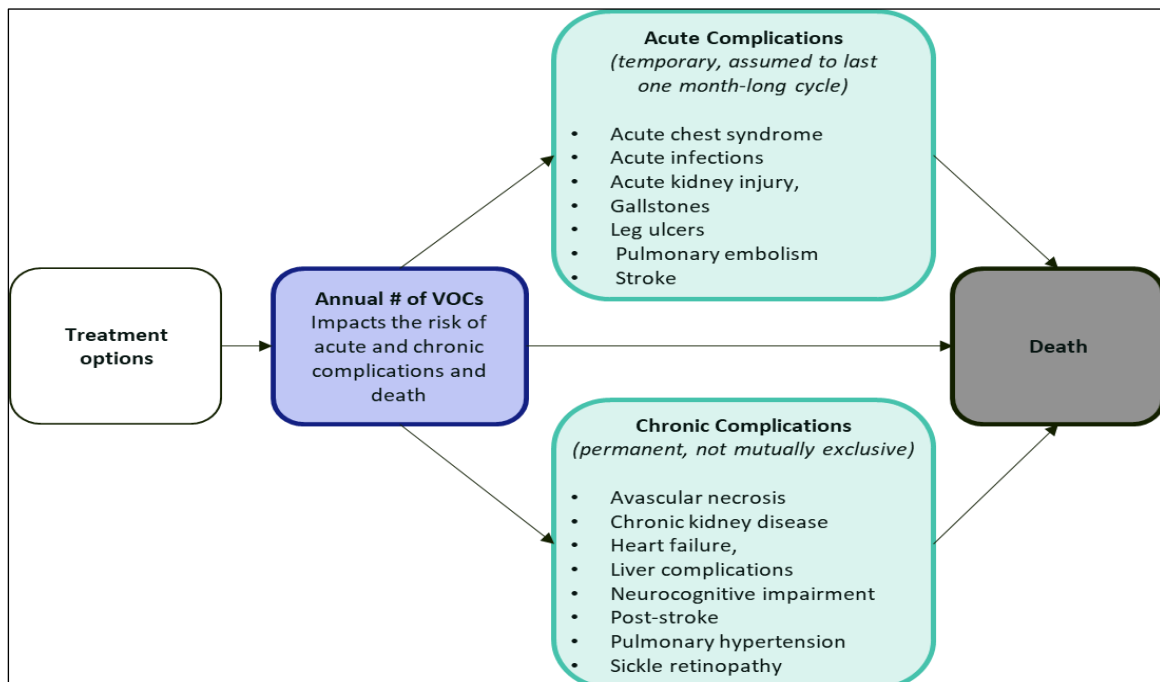 Acute Complications
(temporary, assumed to last
one month-long cycle)
• Acute chest syndrome
• Acute infections
• Acute kidney injury,
• Gallstones
• Leg ulcers
• Pulmonary embolism
• Stroke
Treatment
options
Annual # of VOCs
Impacts the risk of
acute and chronic
complications and
death
Death
Chronic Complications
(permanent, not mutually exclusive)
• Avascular necrosis
• Chronic kidney disease
• Heart failure,
• Liver complications
• Neurocognitive impairment
• Post-stroke
• Pulmonary hypertension
• Sickle retinopathy